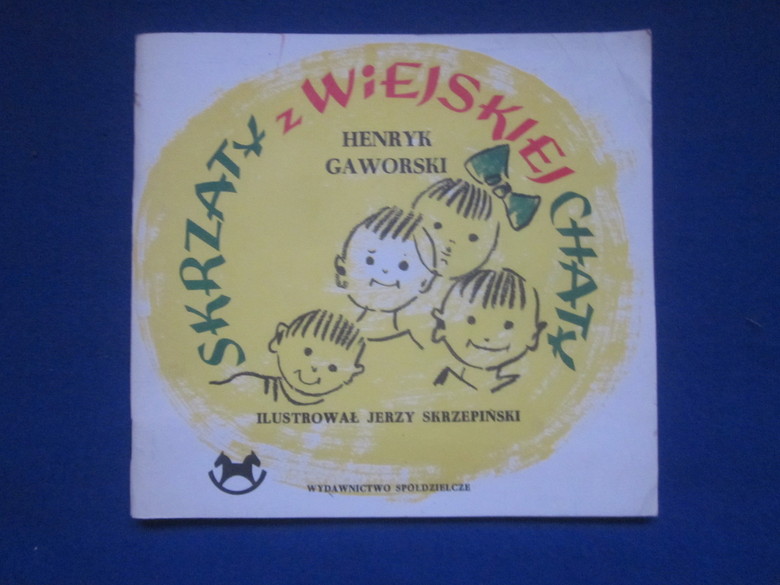 SKRZATY z WiEJSKiEJ CHATY
HENRYK
GAWORSKI
ILUSTROWAŁ JERZY SKRZEPIŃSKI
WYDAWNICTWO SPÓŁDZIELCZE